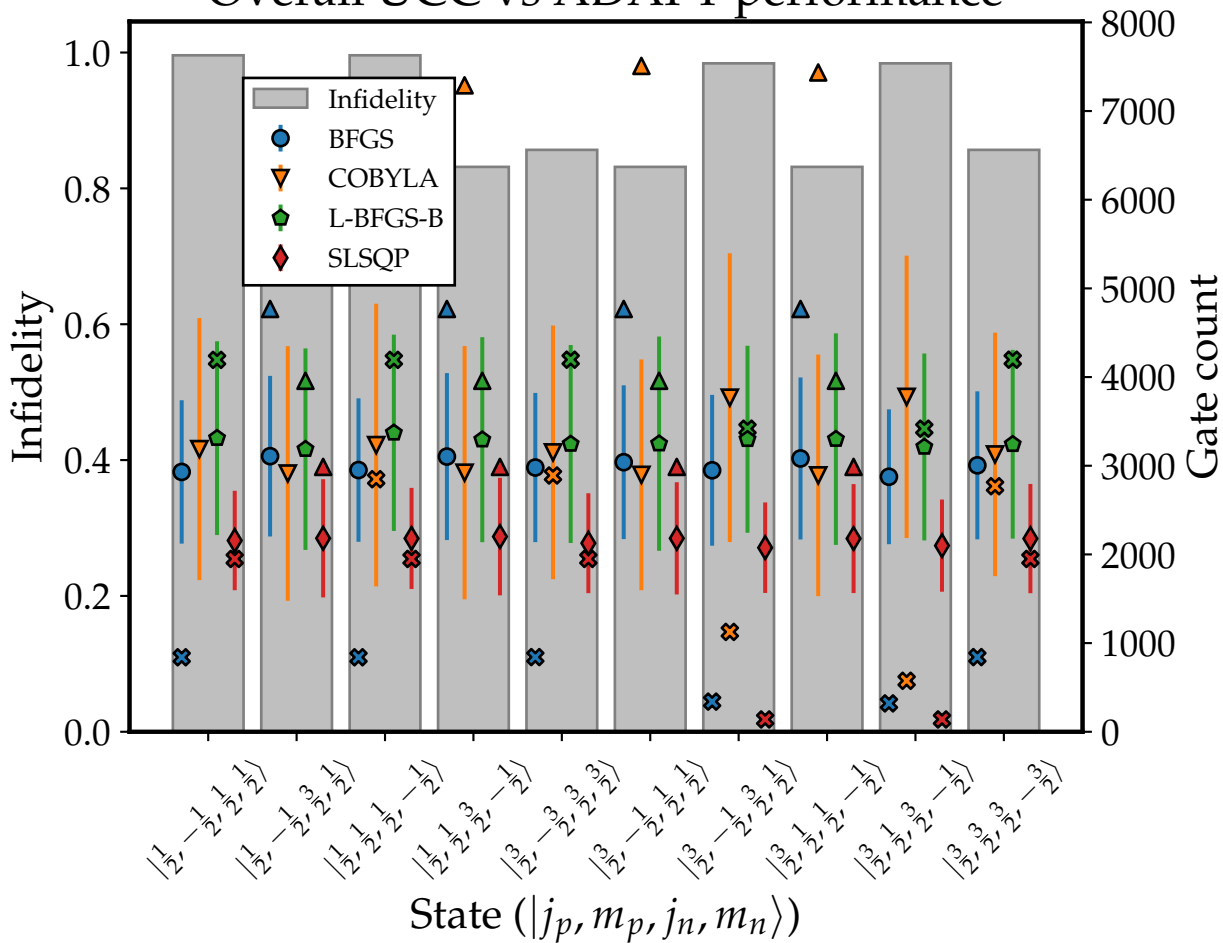 Overall UCC vs ADAPT performance
1.0
0.8
0.6
0.4
0.2
0.0
Infidelity
8000
7000
6000
5000
4000
3000
2000
1000
0
Gate count
Infidelity
BFGS
COBYLA
L-BFGS-B
SLSQP
|1/2, −1/2, 1/2, 1/2⟩
|1/2, −1/2, 3/2, 1/2⟩
|1/2, 1/2, 1/2, −1/2⟩
|1/2, 1/2, 3/2, −1/2⟩
|3/2, −3/2, 3/2, 3/2⟩
|3/2, −1/2, 1/2, 1/2⟩
|3/2, −1/2, 3/2, 1/2⟩
|3/2, 1/2, 1/2, −1/2⟩
|3/2, 1/2, 3/2, −1/2⟩
|3/2, 3/2, 3/2, −3/2⟩
State (|j_p, m_p, j_n, m_n⟩)